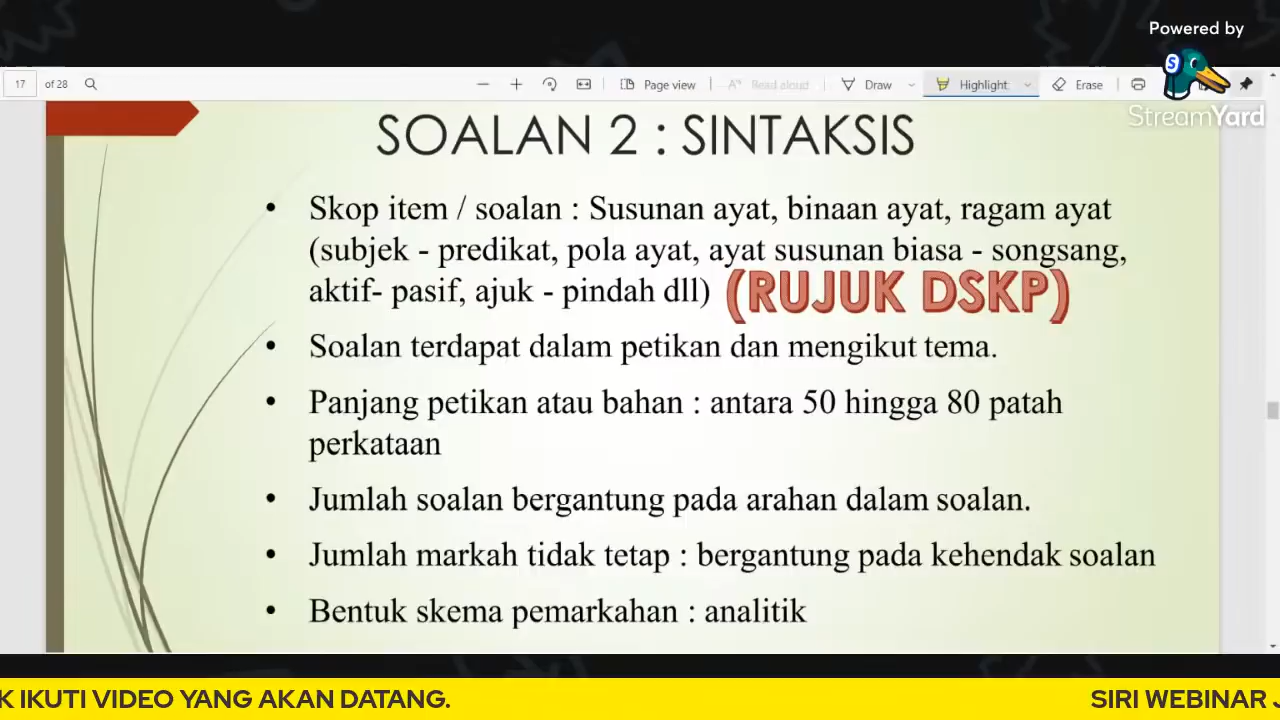 Powered by
StreamYard
17 of 28
Page view
Read aloud
Draw
Highlight
Erase
SOALAN 2 : SINTAKSIS
• Skop item / soalan : Susunan ayat, binaan ayat, ragam ayat
(subjek - predikat, pola ayat, ayat susunan biasa - songsang,
aktif- pasif, ajuk - pindah dll) (RUJUK DSKP)
• Soalan terdapat dalam petikan dan mengikut tema.
• Panjang petikan atau bahan : antara 50 hingga 80 patah
perkataan
• Jumlah soalan bergantung pada arahan dalam soalan.
• Jumlah markah tidak tetap : bergantung pada kehendak soalan
• Bentuk skema pemarkahan : analitik
K IKUTI VIDEO YANG AKAN DATANG.
SIRI WEBINAR